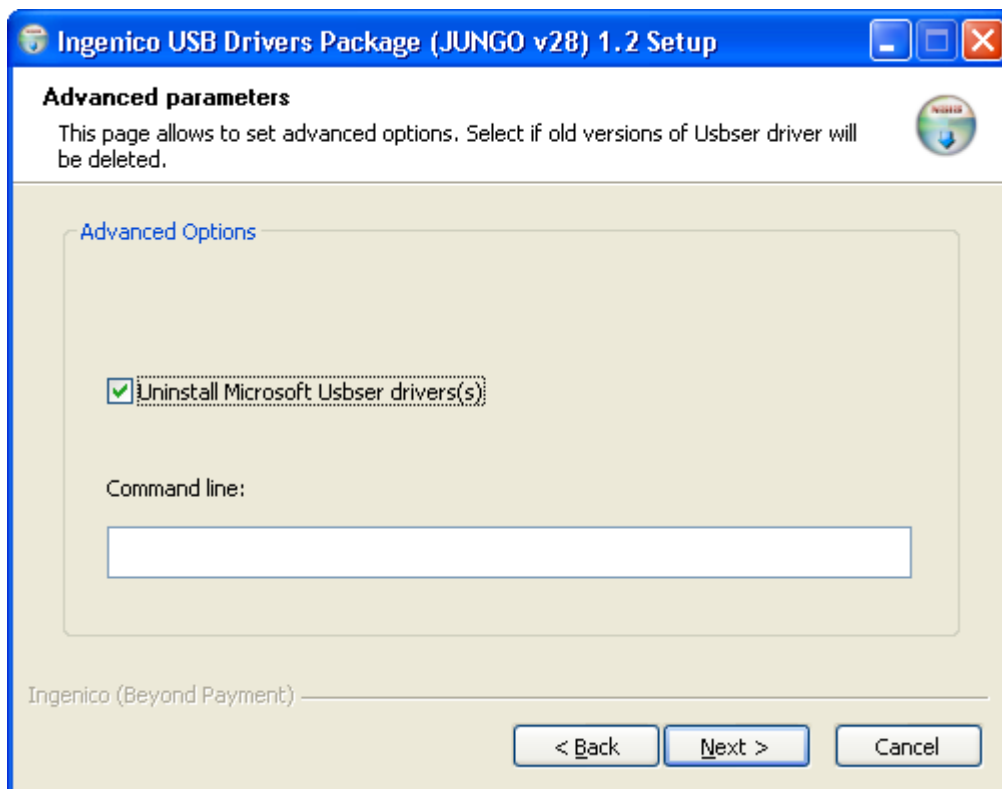 Ingenico USB Drivers Package (JUNGO v28) 1.2 Setup
Advanced parameters
This page allows to set advanced options. Select if old versions of Usbser driver will
be deleted.
Advanced Options
Uninstall Microsoft Usbser drivers(s)
Command line:
Ingenico (Beyond Payment)
< Back
Next >
Cancel